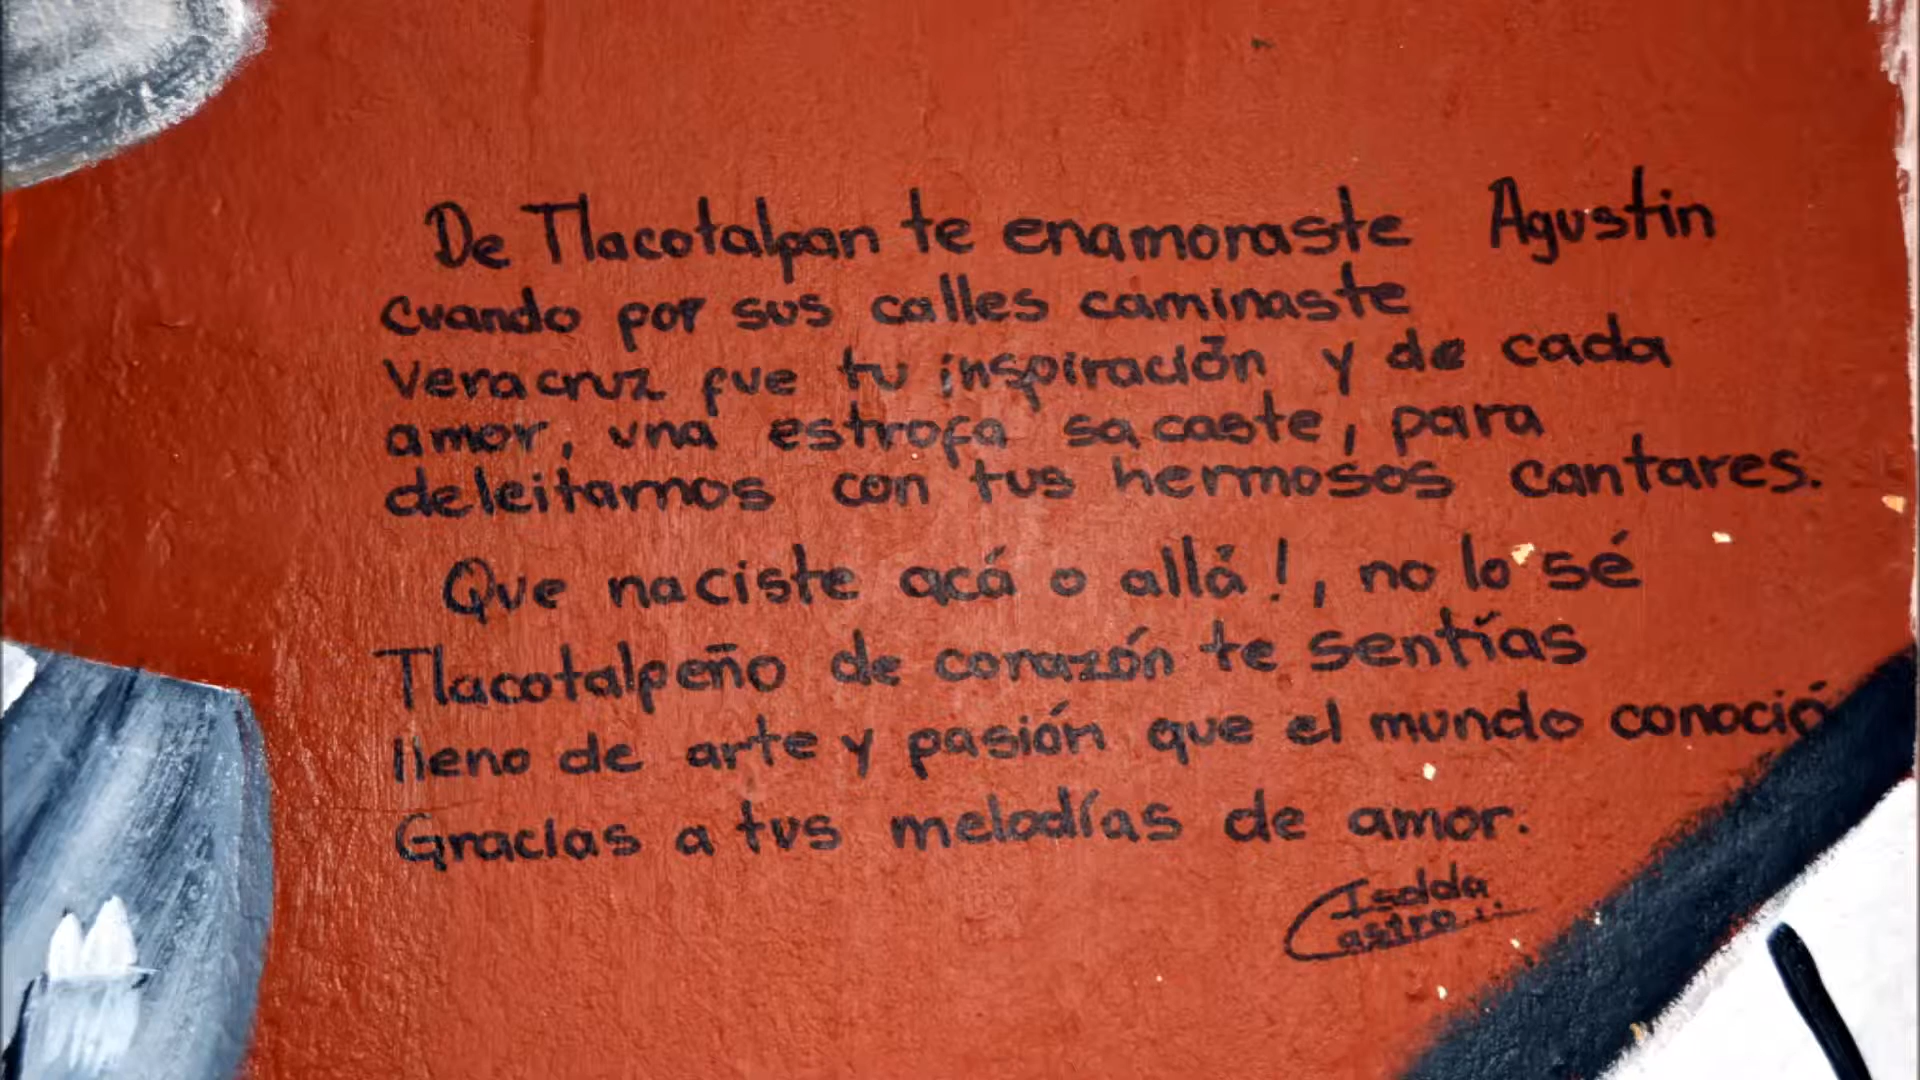 De Tlacotalpan te enamoraste Agustin
cuando por sus calles caminaste
Veracruz fue tu inspiración y de cada
amor, una estrofa sacaste, para
deleitarnos con tus hermosos cantares.
Que naciste acá o allá!, no lo sé
Tlacotalpeño de corazón te sentías
lleno de arte y pasión que el mundo conoció
Gracias a tus melodías de amor.
Isolda
Castro